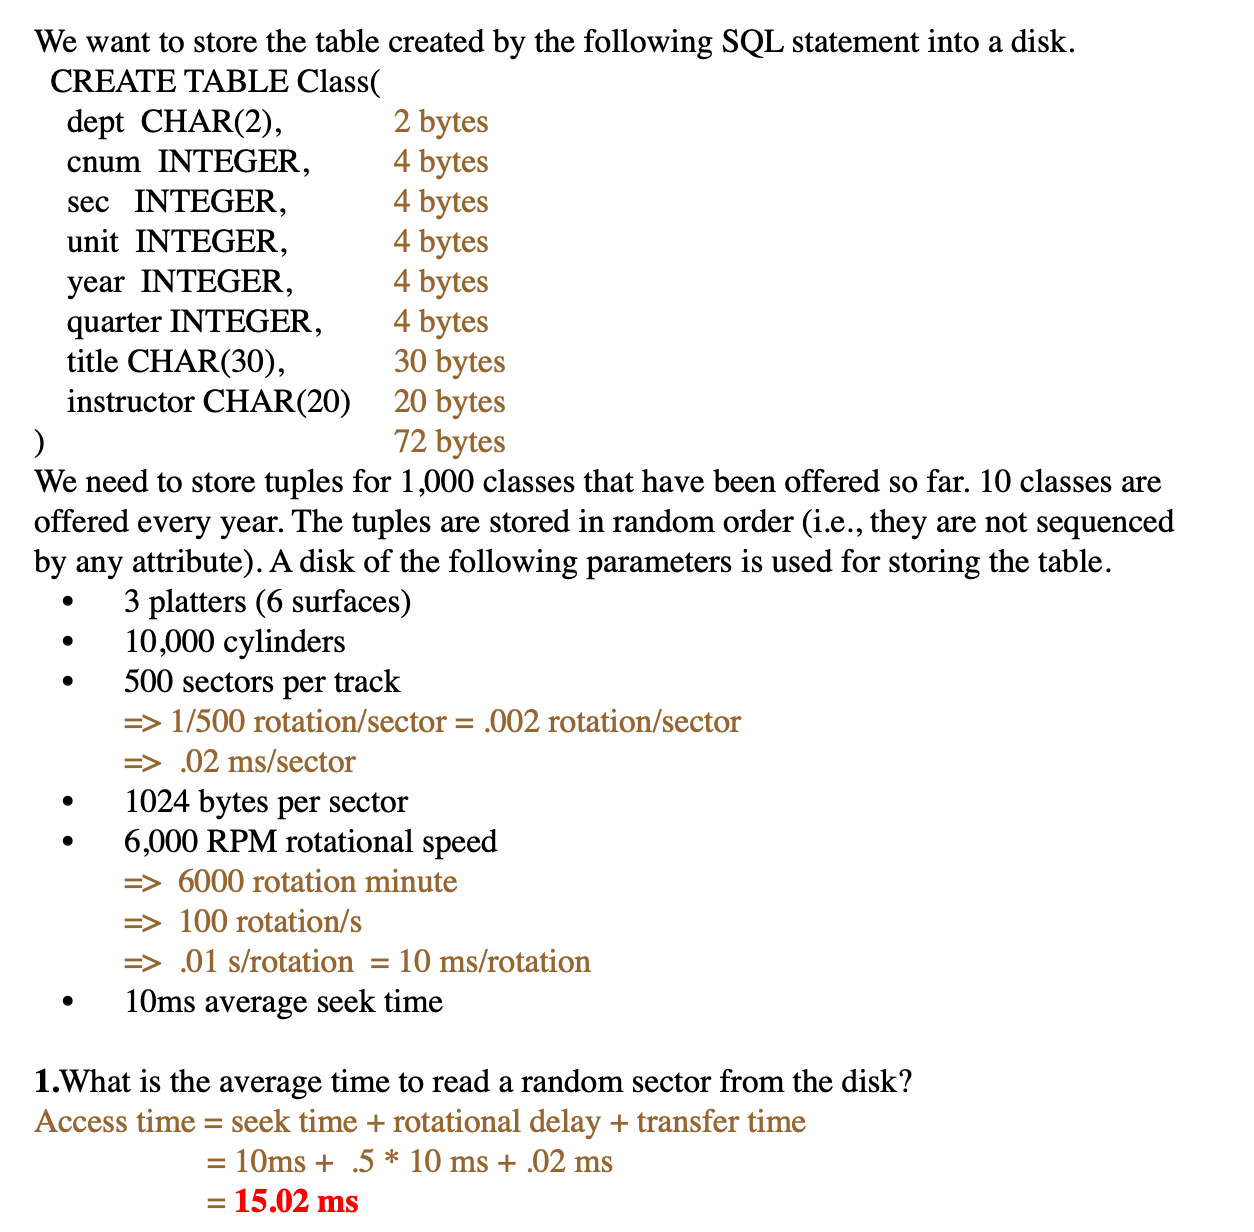 We want to store the table created by the following SQL statement into a disk.
CREATE TABLE Class(
dept CHAR(2), 2 bytes
cnum INTEGER, 4 bytes
sec INTEGER, 4 bytes
unit INTEGER, 4 bytes
year INTEGER, 4 bytes
quarter INTEGER, 4 bytes
title CHAR(30), 30 bytes
instructor CHAR(20) 20 bytes
) 72 bytes
We need to store tuples for 1,000 classes that have been offered so far. 10 classes are
offered every year. The tuples are stored in random order (i.e., they are not sequenced
by any attribute). A disk of the following parameters is used for storing the table.
• 3 platters (6 surfaces)
• 10,000 cylinders
• 500 sectors per track
=> 1/500 rotation/sector = .002 rotation/sector
=> .02 ms/sector
• 1024 bytes per sector
• 6,000 RPM rotational speed
=> 6000 rotation minute
=> 100 rotation/s
=> .01 s/rotation = 10 ms/rotation
• 10ms average seek time
1.What is the average time to read a random sector from the disk?
Access time = seek time + rotational delay + transfer time
= 10ms + .5 * 10 ms + .02 ms
= 15.02 ms